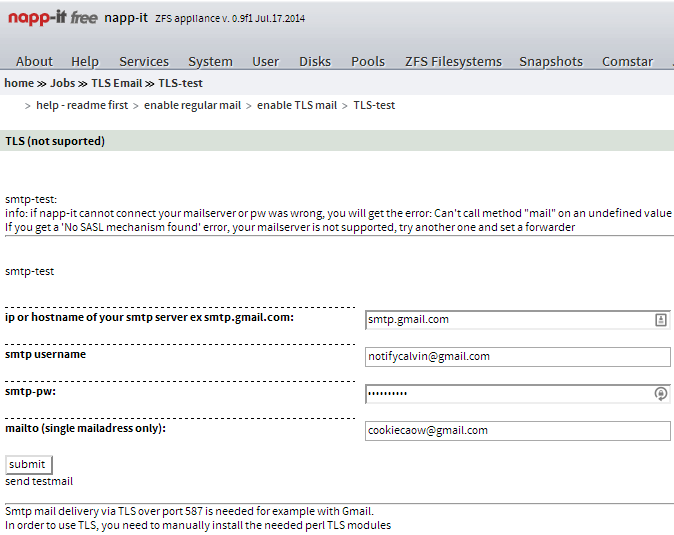 napp-it free napp-it ZFS appliance v. 0.9f1 Jul.17.2014
About Help Services System User Disks Pools ZFS Filesystems Snapshots Comstar
home » Jobs » TLS Email » TLS-test
> help - readme first > enable regular mail > enable TLS mail > TLS-test
TLS (not suported)
smtp-test:
info: if napp-it cannot connect your mailserver or pw was wrong, you will get the error: Can't call method "mail" on an undefined value
If you get a 'No SASL mechanism found' error, your mailserver is not supported, try another one and set a forwarder
smtp-test
ip or hostname of your smtp server ex smtp.gmail.com: smtp.gmail.com
smtp username notifycalvin@gmail.com
smtp-pw: ••••••••••
mailto (single mailadress only): cookiecaow@gmail.com
submit
send testmail
Smtp mail delivery via TLS over port 587 is needed for example with Gmail.
In order to use TLS, you need to manually install the needed perl TLS modules